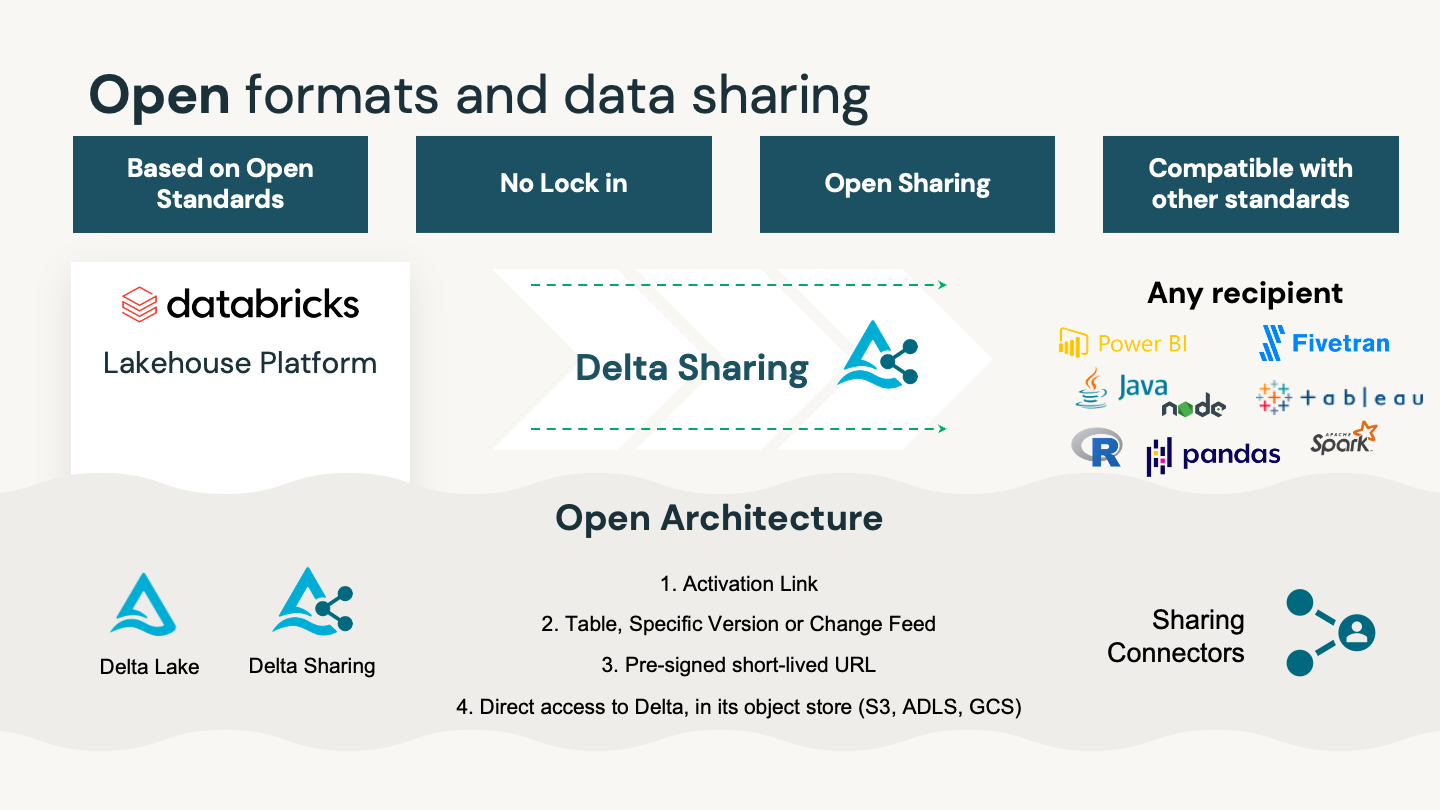 Open formats and data sharing
Based on Open
Standards
No Lock in
Open Sharing
Compatible with
other standards
databricks
Lakehouse Platform
Delta Sharing
Any recipient
Power BI
Fivetran
Java
node
tableau
R
pandas
APACHE
Spark
Open Architecture
Delta Lake
Delta Sharing
1. Activation Link
2. Table, Specific Version or Change Feed
3. Pre-signed short-lived URL
4. Direct access to Delta, in its object store (S3, ADLS, GCS)
Sharing
Connectors